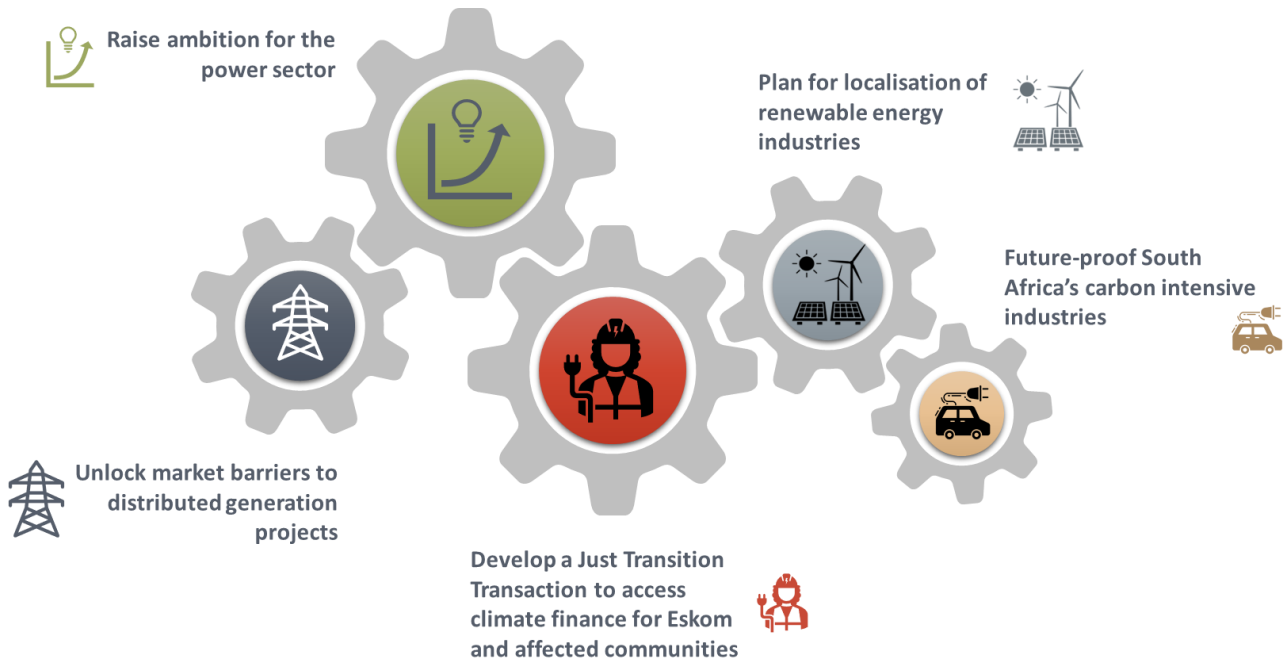 Raise ambition for the
power sector
Plan for localisation of
renewable energy
industries
Future-proof South
Africa's carbon intensive
industries
Unlock market barriers to
distributed generation
projects
Develop a Just Transition
Transaction to access
climate finance for Eskom
and affected communities